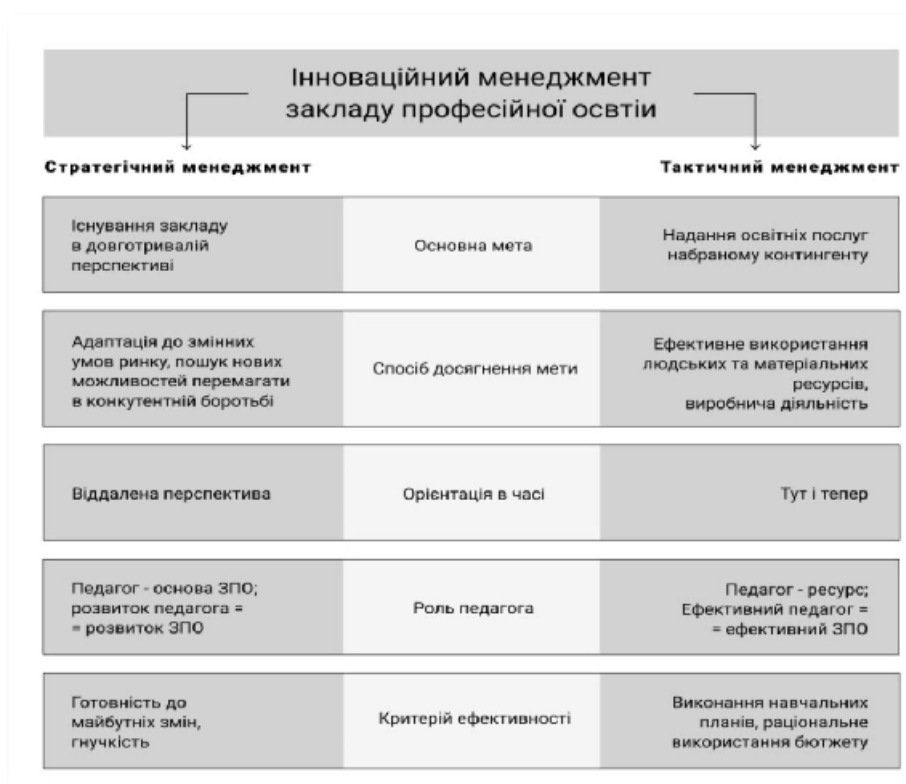 Інноваційний менеджмент
закладу професійної освтіи
Стратегічний менеджмент
Тактичний менеджмент
Існування закладу
в довготривалій
перспективі
Основна мета
Надання освітніх послуг
набраному контингенту
Адаптація до змінних
умов ринку, пошук нових
можливостей перемагати
в конкутентній боротьбі
Спосіб досягнення мети
Ефективне використання
людських та матеріальних
ресурсів,
виробнича діяльність
Віддалена перспектива
Орієнтація в часі
Тут і тепер
Педагог - основа ЗПО;
розвиток педагога =
= розвиток ЗПО
Роль педагога
Педагог - ресурс;
Ефективний педагог =
= ефективний ЗПО
Готовність до
майбутніх змін,
гнучкість
Критерій ефективності
Виконання навчальних
планів, раціональне
використання бютжету